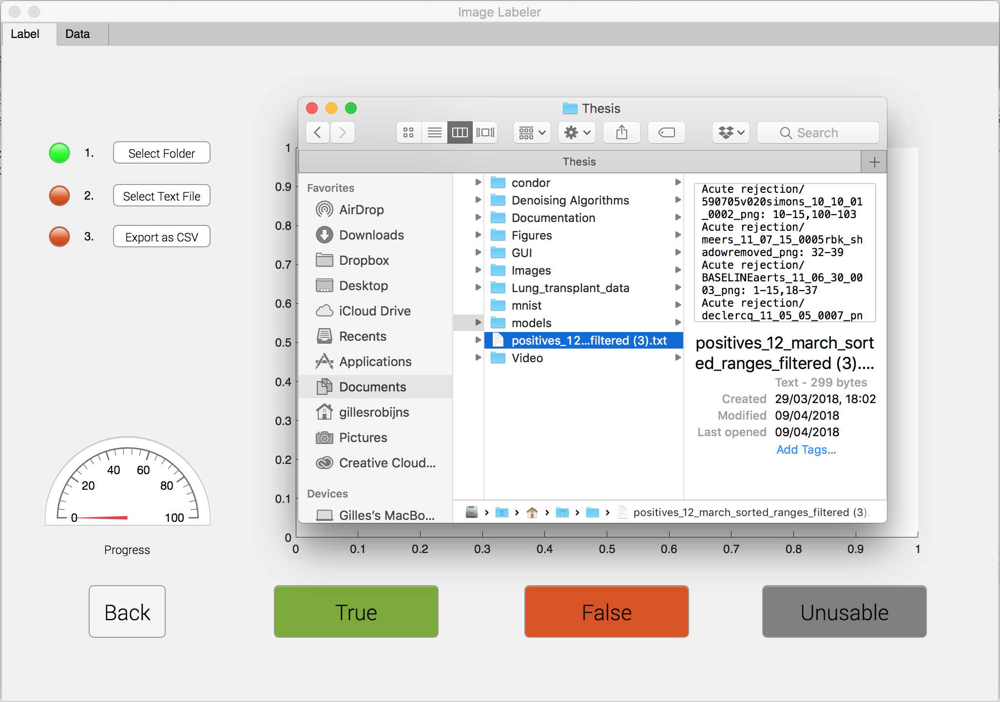 Image Labeler
Label
Data
1.
Select Folder
2.
Select Text File
3.
Export as CSV
0
20
40
60
80
100
Progress
1
0.9
0.8
0.7
0.6
0.5
0.4
0.3
0.2
0.1
0
0
0.1
0.2
0.3
0.4
0.5
0.6
0.7
0.8
0.9
1
Thesis
Search
Thesis
Favorites
AirDrop
Downloads
Dropbox
Desktop
iCloud Drive
Recents
Applications
Documents
gillesrobijns
Pictures
Creative Cloud...
Devices
Gilles's MacBo...
condor
Denoising Algorithms
Documentation
Figures
GUI
Images
Lung_transplant_data
mnist
models
positives_12...filtered (3).txt
Video
Acute rejection/
590705v020simons_10_10_01
_0002_png: 10-15,100-103
Acute rejection/
meers_11_07_15_0005rbk_sh
adowremoved_png: 32-39
Acute rejection/
BASELINEaerts_11_06_30_00
03_png: 1-15,18-37
Acute rejection/
declercq_11_05_05_0007_pn
positives_12_march_sort
ed_ranges_filtered (3)....
Text - 299 bytes
Created 29/03/2018, 18:02
Modified 09/04/2018
Last opened 09/04/2018
Add Tags...
positives_12_march_sorted_ranges_filtered (3).
Back
True
False
Unusable